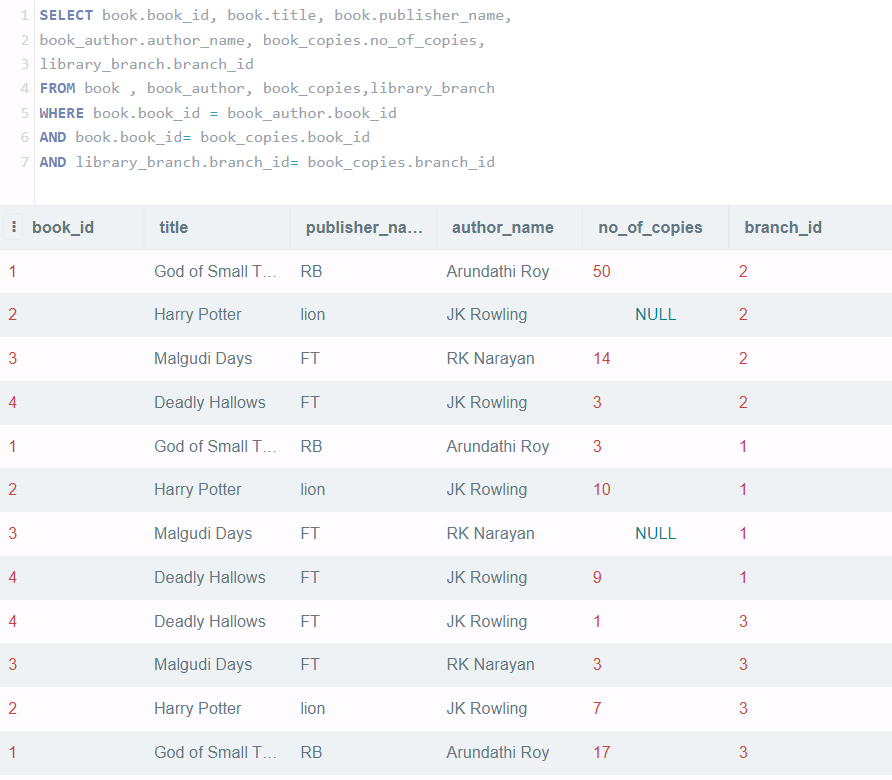 1 SELECT book.book_id, book.title, book.publisher_name,
2 book_author.author_name, book_copies.no_of_copies,
3 library_branch.branch_id
4 FROM book , book_author, book_copies,library_branch
5 WHERE book.book_id = book_author.book_id
6 AND book.book_id= book_copies.book_id
7 AND library_branch.branch_id= book_copies.branch_id
book_id title publisher_na… author_name no_of_copies branch_id
1 God of Small T… RB Arundathi Roy 50 2
2 Harry Potter lion JK Rowling NULL 2
3 Malgudi Days FT RK Narayan 14 2
4 Deadly Hallows FT JK Rowling 3 2
1 God of Small T… RB Arundathi Roy 3 1
2 Harry Potter lion JK Rowling 10 1
3 Malgudi Days FT RK Narayan NULL 1
4 Deadly Hallows FT JK Rowling 9 1
4 Deadly Hallows FT JK Rowling 1 3
3 Malgudi Days FT RK Narayan 3 3
2 Harry Potter lion JK Rowling 7 3
1 God of Small T… RB Arundathi Roy 17 3